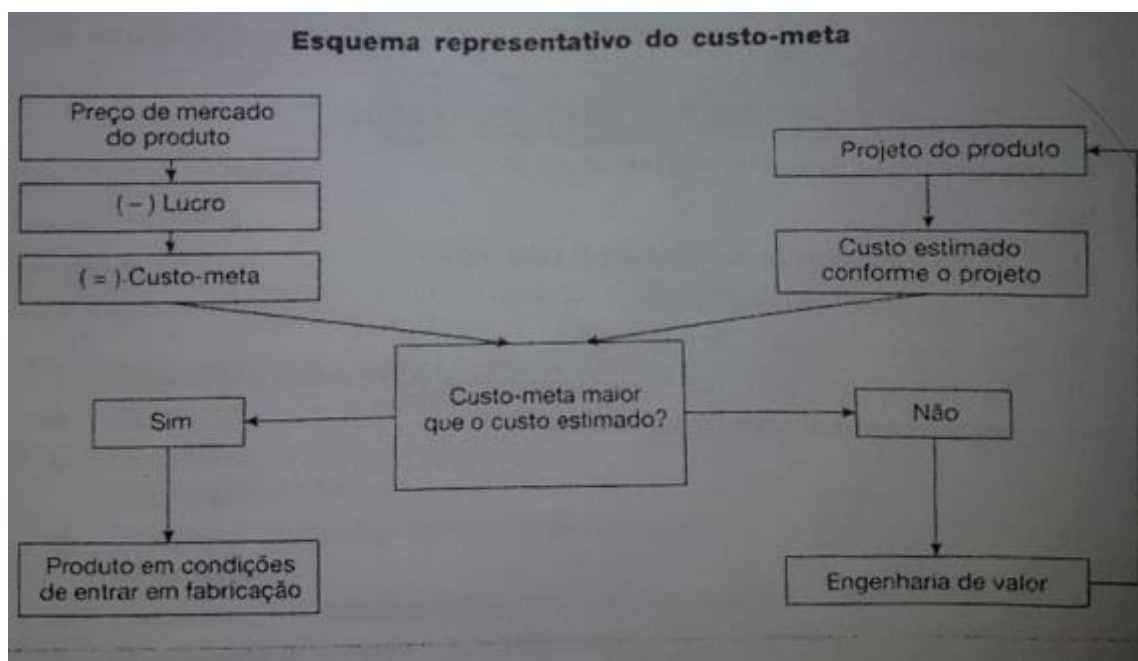 Esquema representativo do custo-meta
Preço de mercado
do produto
( – ) Lucro
( = ) Custo-meta
Projeto do produto
Custo estimado
conforme o projeto
Custo-meta maior
que o custo estimado?
Sim
Não
Produto em condições
de entrar em fabricação
Engenharia de valor